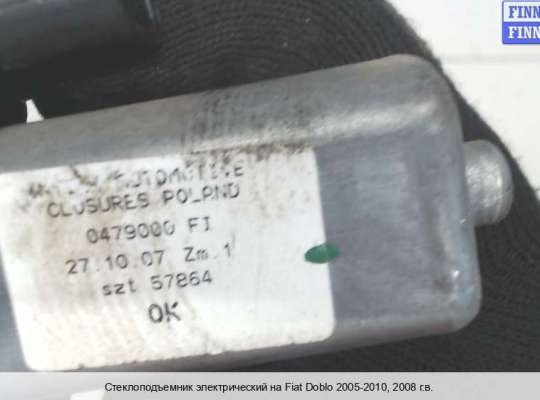 FINN
FINN
AUTOMOTIVE
CLOSURES POLAND
0479000 FI
27.10.07 Zm.1
szt 57864
OK
Стеклоподъемник электрический на Fiat Doblo 2005-2010, 2008 г.в.